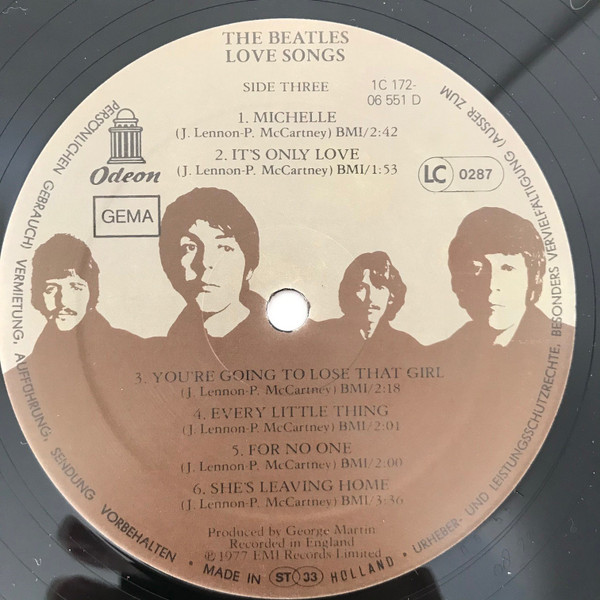 THE BEATLES
LOVE SONGS
SIDE THREE
1C 172-
06 551 D
1. MICHELLE
(J. Lennon-P. McCartney) BMI/2:42
2. IT'S ONLY LOVE
(J. Lennon-P. McCartney) BMI/1:53
Odeon
GEMA
LC 0287
3. YOU'RE GOING TO LOSE THAT GIRL
(J. Lennon-P. McCartney) BMI/2:18
4. EVERY LITTLE THING
(J. Lennon-P. McCartney) BMI/2:01
5. FOR NO ONE
(J. Lennon-P. McCartney) BMI/2:00
6. SHE'S LEAVING HOME
(J. Lennon-P. McCartney) BMI/3:36
Produced by George Martin
Recorded in England
℗1977 EMI Records Limited
• MADE IN ST 33 HOLLAND •
URHEBER- UND LEISTUNGSSCHUTZRECHTE, BESONDERS VERVIELFÄLTIGUNG (AUSSER ZUM
PERSÖNLICHEN GEBRAUCH) VERMIETUNG, AUFFÜHRUNG, SENDUNG VORBEHALTEN